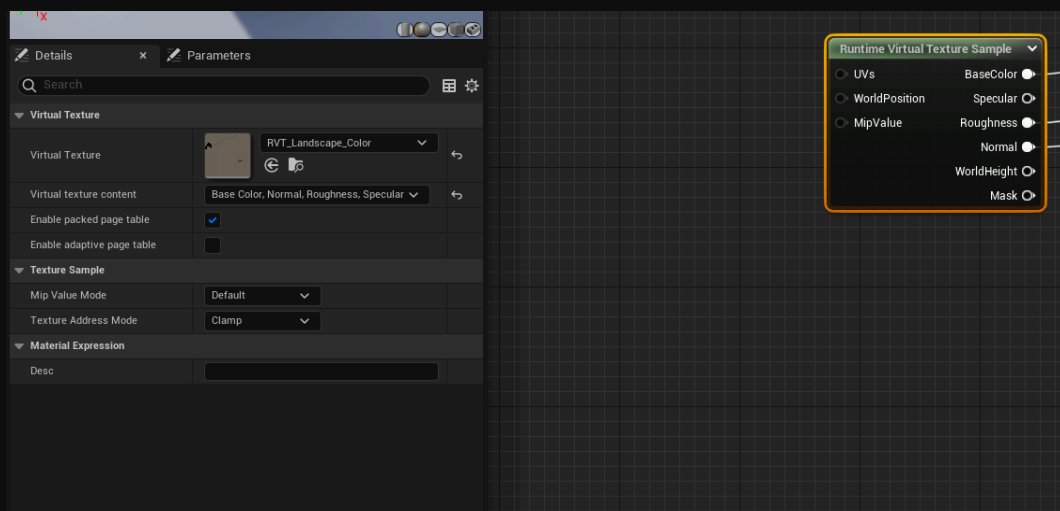 X
Details
Parameters
Search
Virtual Texture
Virtual Texture
RVT_Landscape_Color
Virtual texture content
Base Color, Normal, Roughness, Specular
Enable packed page table
Enable adaptive page table
Texture Sample
Mip Value Mode
Default
Texture Address Mode
Clamp
Material Expression
Desc
Runtime Virtual Texture Sample
UVs
BaseColor
WorldPosition
Specular
MipValue
Roughness
Normal
WorldHeight
Mask